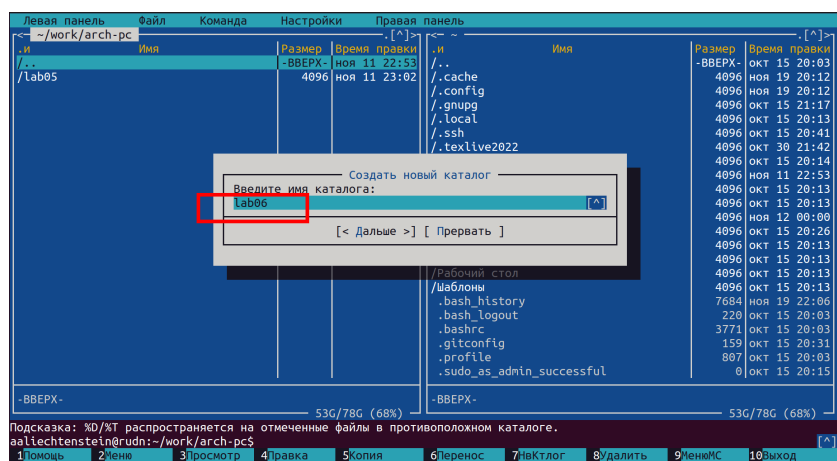 Левая панель Файл Команда Настройки Правая панель
<- ~/work/arch-pc .[^]> <- ~ .[^]>
.и Имя Размер Время правки .и Имя Размер Время правки
/.. -ВВЕРХ- ноя 11 22:53 /.. -ВВЕРХ- окт 15 20:03
/lab05 4096 ноя 11 23:02 /.cache 4096 ноя 19 20:12
/.config 4096 ноя 19 20:12
/.gnupg 4096 окт 15 21:17
/.local 4096 окт 15 20:13
/.ssh 4096 окт 15 20:41
/.texlive2022 4096 окт 30 21:42
4096 окт 15 20:14
Создать новый каталог 4096 ноя 11 22:53
Введите имя каталога: 4096 окт 15 20:13
lab06 [^] 4096 окт 15 20:13
4096 ноя 12 00:00
[< Дальше >] [ Прервать ] 4096 окт 15 20:26
4096 окт 15 20:13
4096 окт 15 20:13
/Рабочий стол 4096 окт 15 20:13
/Шаблоны 4096 окт 15 20:13
.bash_history 7684 ноя 19 22:06
.bash_logout 220 окт 15 20:03
.bashrc 3771 окт 15 20:03
.gitconfig 159 окт 15 20:31
.profile 807 окт 15 20:03
.sudo_as_admin_successful 0 окт 15 20:15
-ВВЕРХ- -ВВЕРХ-
53G/78G (68%) 53G/78G (68%)
Подсказка: %D/%T распространяется на отмеченные файлы в противоположном каталоге.
aaliechtenstein@rudn:~/work/arch-pc$ [^]
1Помощь 2Меню 3Просмотр 4Правка 5Копия 6Перенос 7НвКтлог 8Удалить 9МенюMC 10Выход